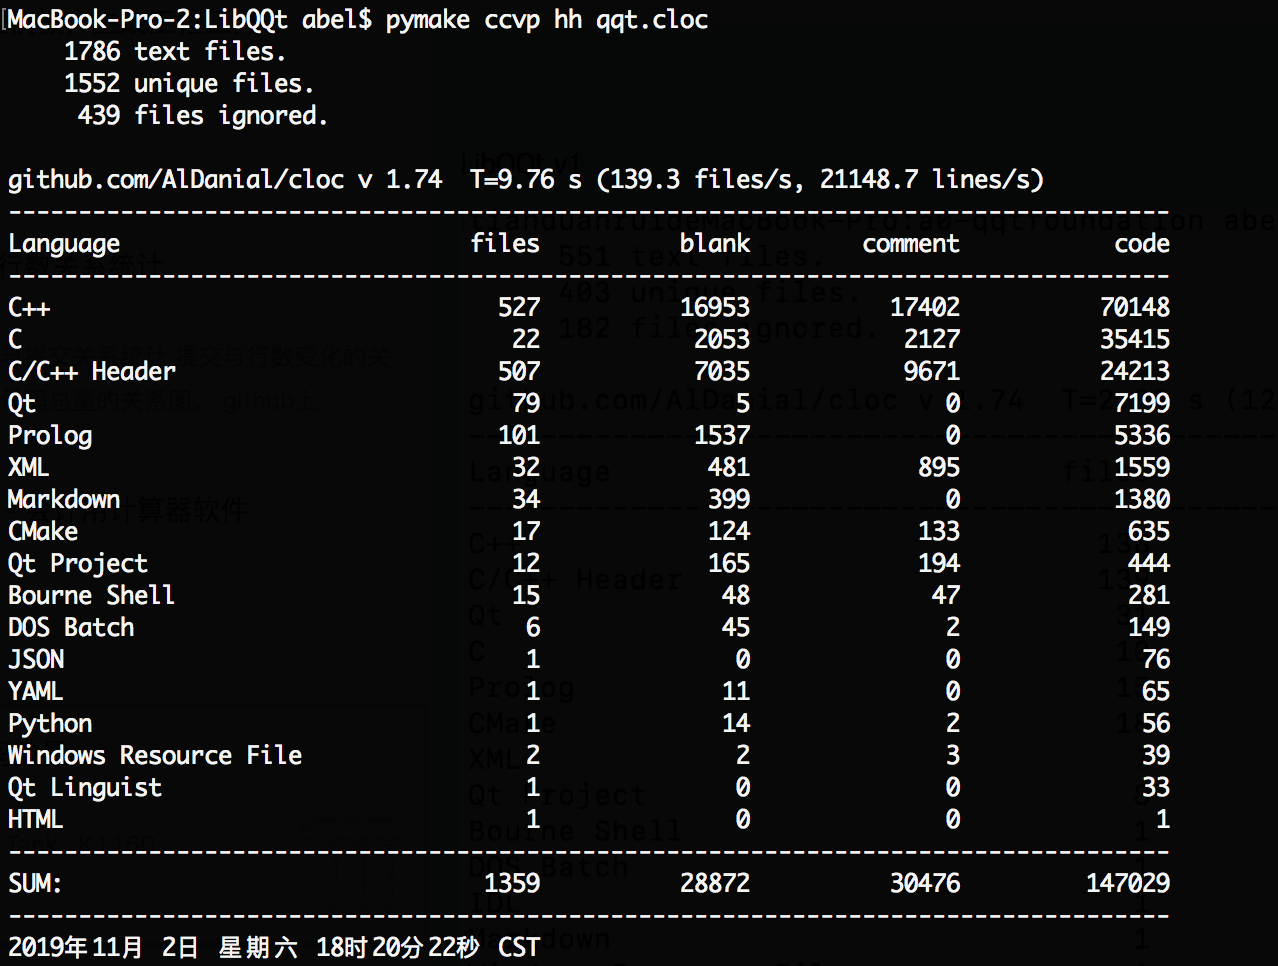 MacBook-Pro-2:LibQQt abel$ pymake ccvp hh qqt.cloc
1786 text files.
1552 unique files.
439 files ignored.
github.com/AlDanial/cloc v 1.74 T=9.76 s (139.3 files/s, 21148.7 lines/s)
-----------------------------------------------------------------------------------
Language files blank comment code
-----------------------------------------------------------------------------------
C++ 527 16953 17402 70148
C 22 2053 2127 35415
C/C++ Header 507 7035 9671 24213
Qt 79 5 0 7199
Prolog 101 1537 0 5336
XML 32 481 895 1559
Markdown 34 399 0 1380
CMake 17 124 133 635
Qt Project 12 165 194 444
Bourne Shell 15 48 47 281
DOS Batch 6 45 2 149
JSON 1 0 0 76
YAML 1 11 0 65
Python 1 14 2 56
Windows Resource File 2 2 3 39
Qt Linguist 1 0 0 33
HTML 1 0 0 1
-----------------------------------------------------------------------------------
SUM: 1359 28872 30476 147029
-----------------------------------------------------------------------------------
2019年11月 2日 星期六 18时20分22秒 CST